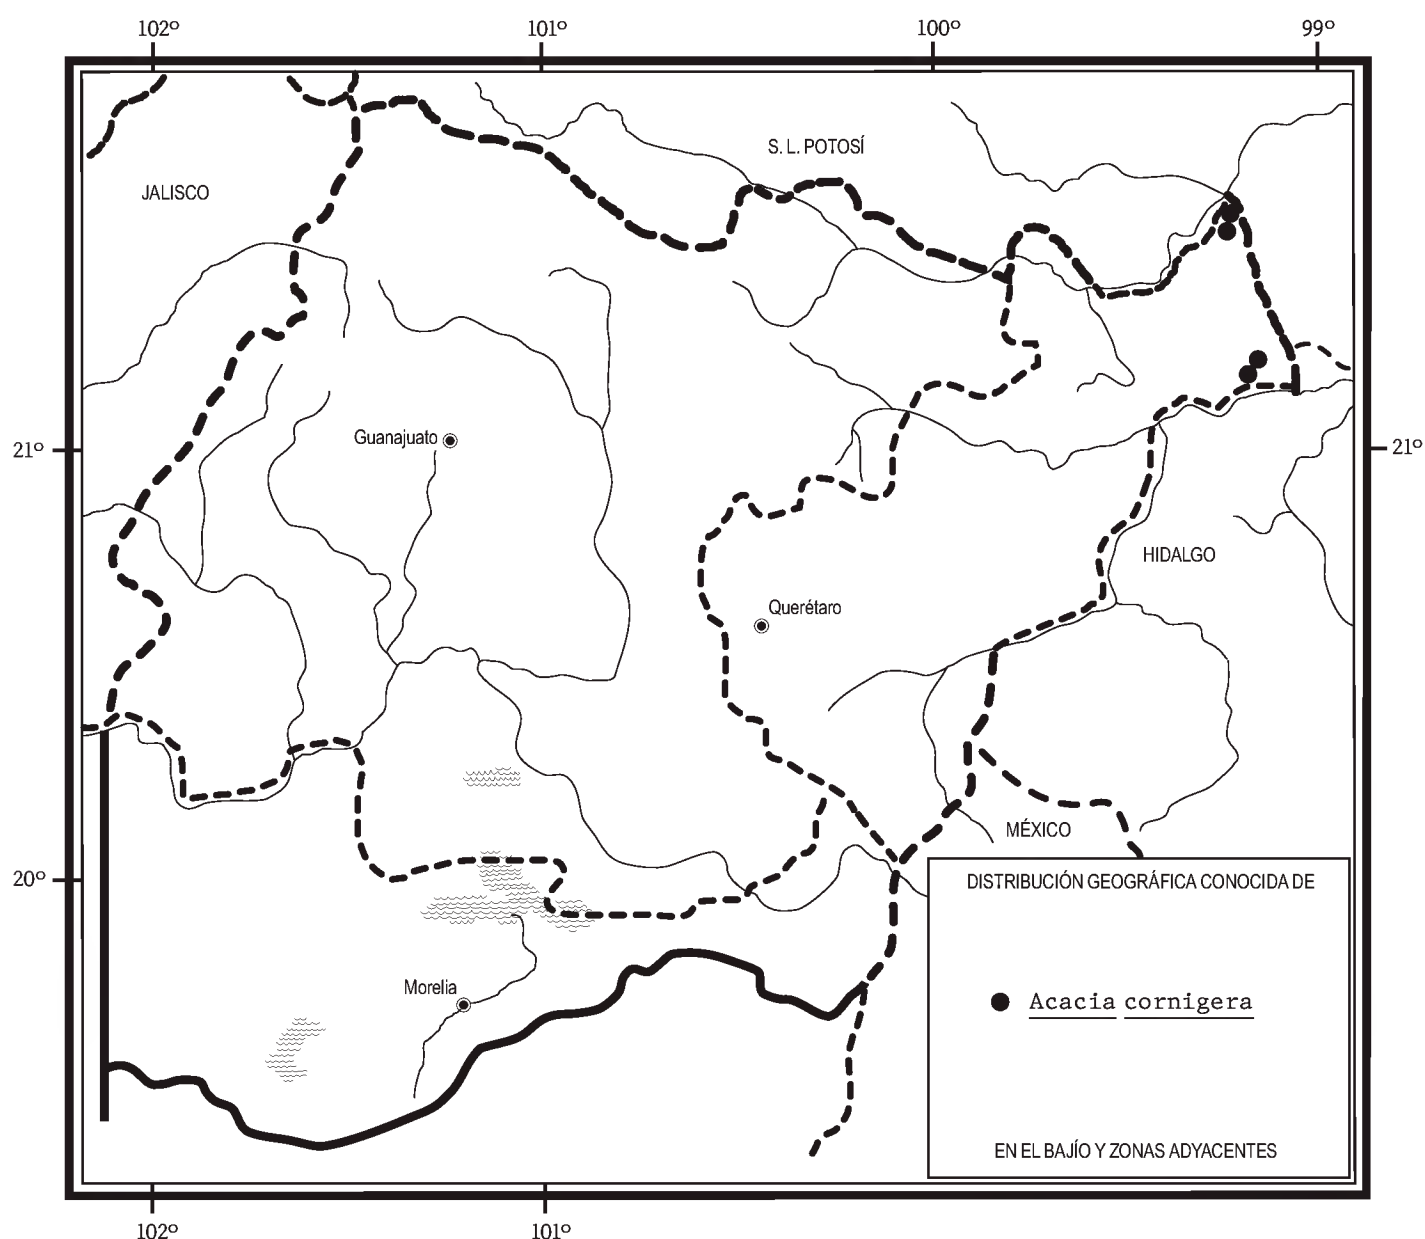 102° 101° 100° 99°
S. L. POTOSÍ
JALISCO
Guanajuato
21° 21°
HIDALGO
Querétaro
MÉXICO
20°
DISTRIBUCIÓN GEOGRÁFICA CONOCIDA DE
Morelia
Acacia cornigera
EN EL BAJÍO Y ZONAS ADYACENTES
102° 101°